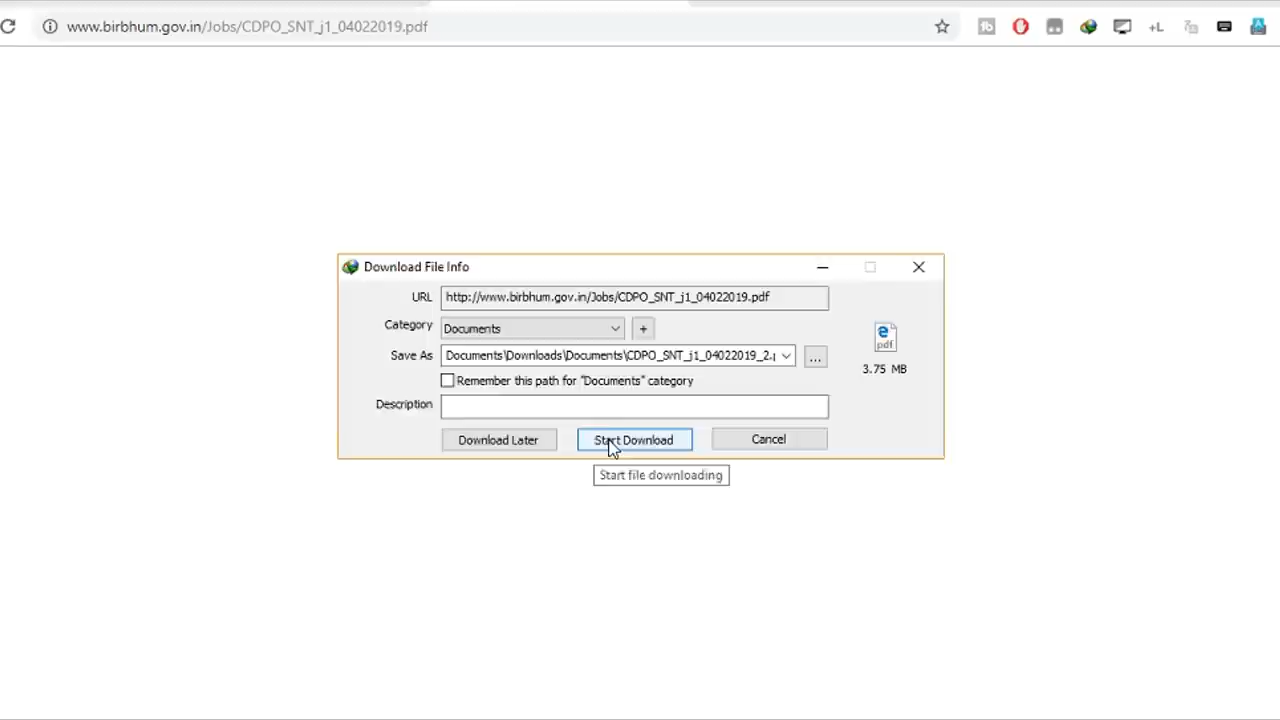 www.birbhum.gov.in/Jobs/CDPO_SNT_j1_04022019.pdf
+L
Download File Info
URL http://www.birbhum.gov.in/Jobs/CDPO_SNT_j1_04022019.pdf
Category Documents +
Save As Documents\Downloads\Documents\CDPO_SNT_j1_04022019_2.p ...
pdf
3.75 MB
Remember this path for "Documents" category
Description
Download Later Start Download Cancel
Start file downloading